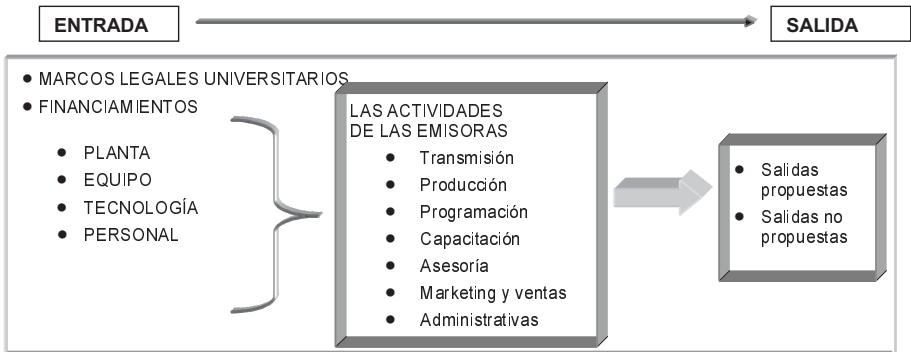 ENTRADA
SALIDA
● MARCOS LEGALES UNIVERSITARIOS
● FINANCIAMIENTOS
● PLANTA
● EQUIPO
● TECNOLOGÍA
● PERSONAL
LAS ACTIVIDADES
DE LAS EMISORAS
● Transmisión
● Producción
● Programación
● Capacitación
● Asesoría
● Marketing y ventas
● Administrativas
● Salidas
propuestas
● Salidas no
propuestas